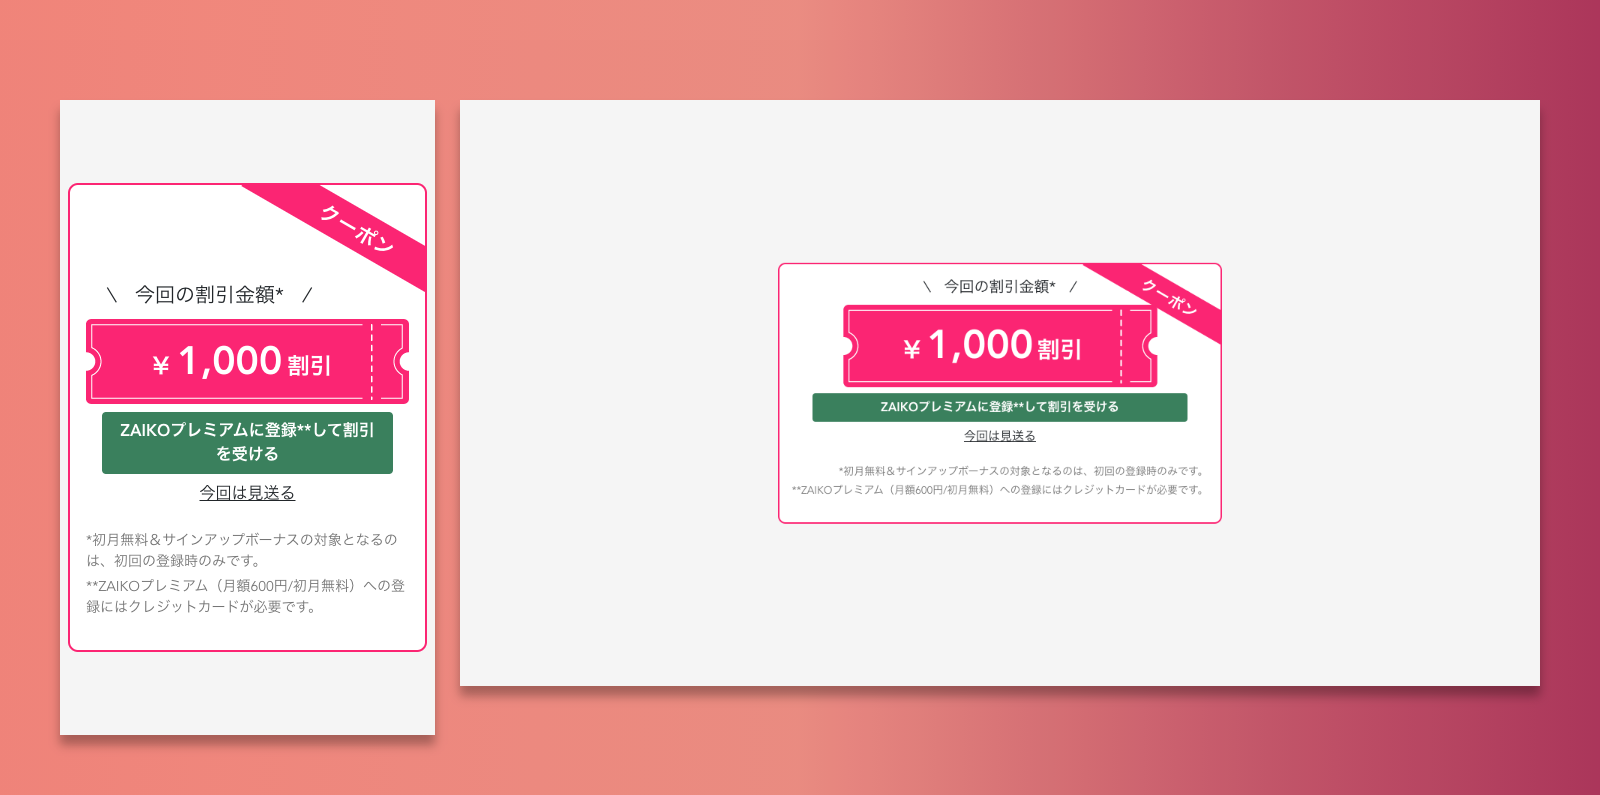 クーポン
\ 今回の割引金額* /
¥ 1,000 割引
ZAIKOプレミアムに登録**して割引
を受ける
今回は見送る
*初月無料＆サインアップボーナスの対象となるの
は、初回の登録時のみです。
**ZAIKOプレミアム（月額600円/初月無料）への登
録にはクレジットカードが必要です。
クーポン
\ 今回の割引金額* /
¥ 1,000 割引
ZAIKOプレミアムに登録**して割引を受ける
今回は見送る
*初月無料＆サインアップボーナスの対象となるのは、初回の登録時のみです。
**ZAIKOプレミアム（月額600円/初月無料）への登録にはクレジットカードが必要です。